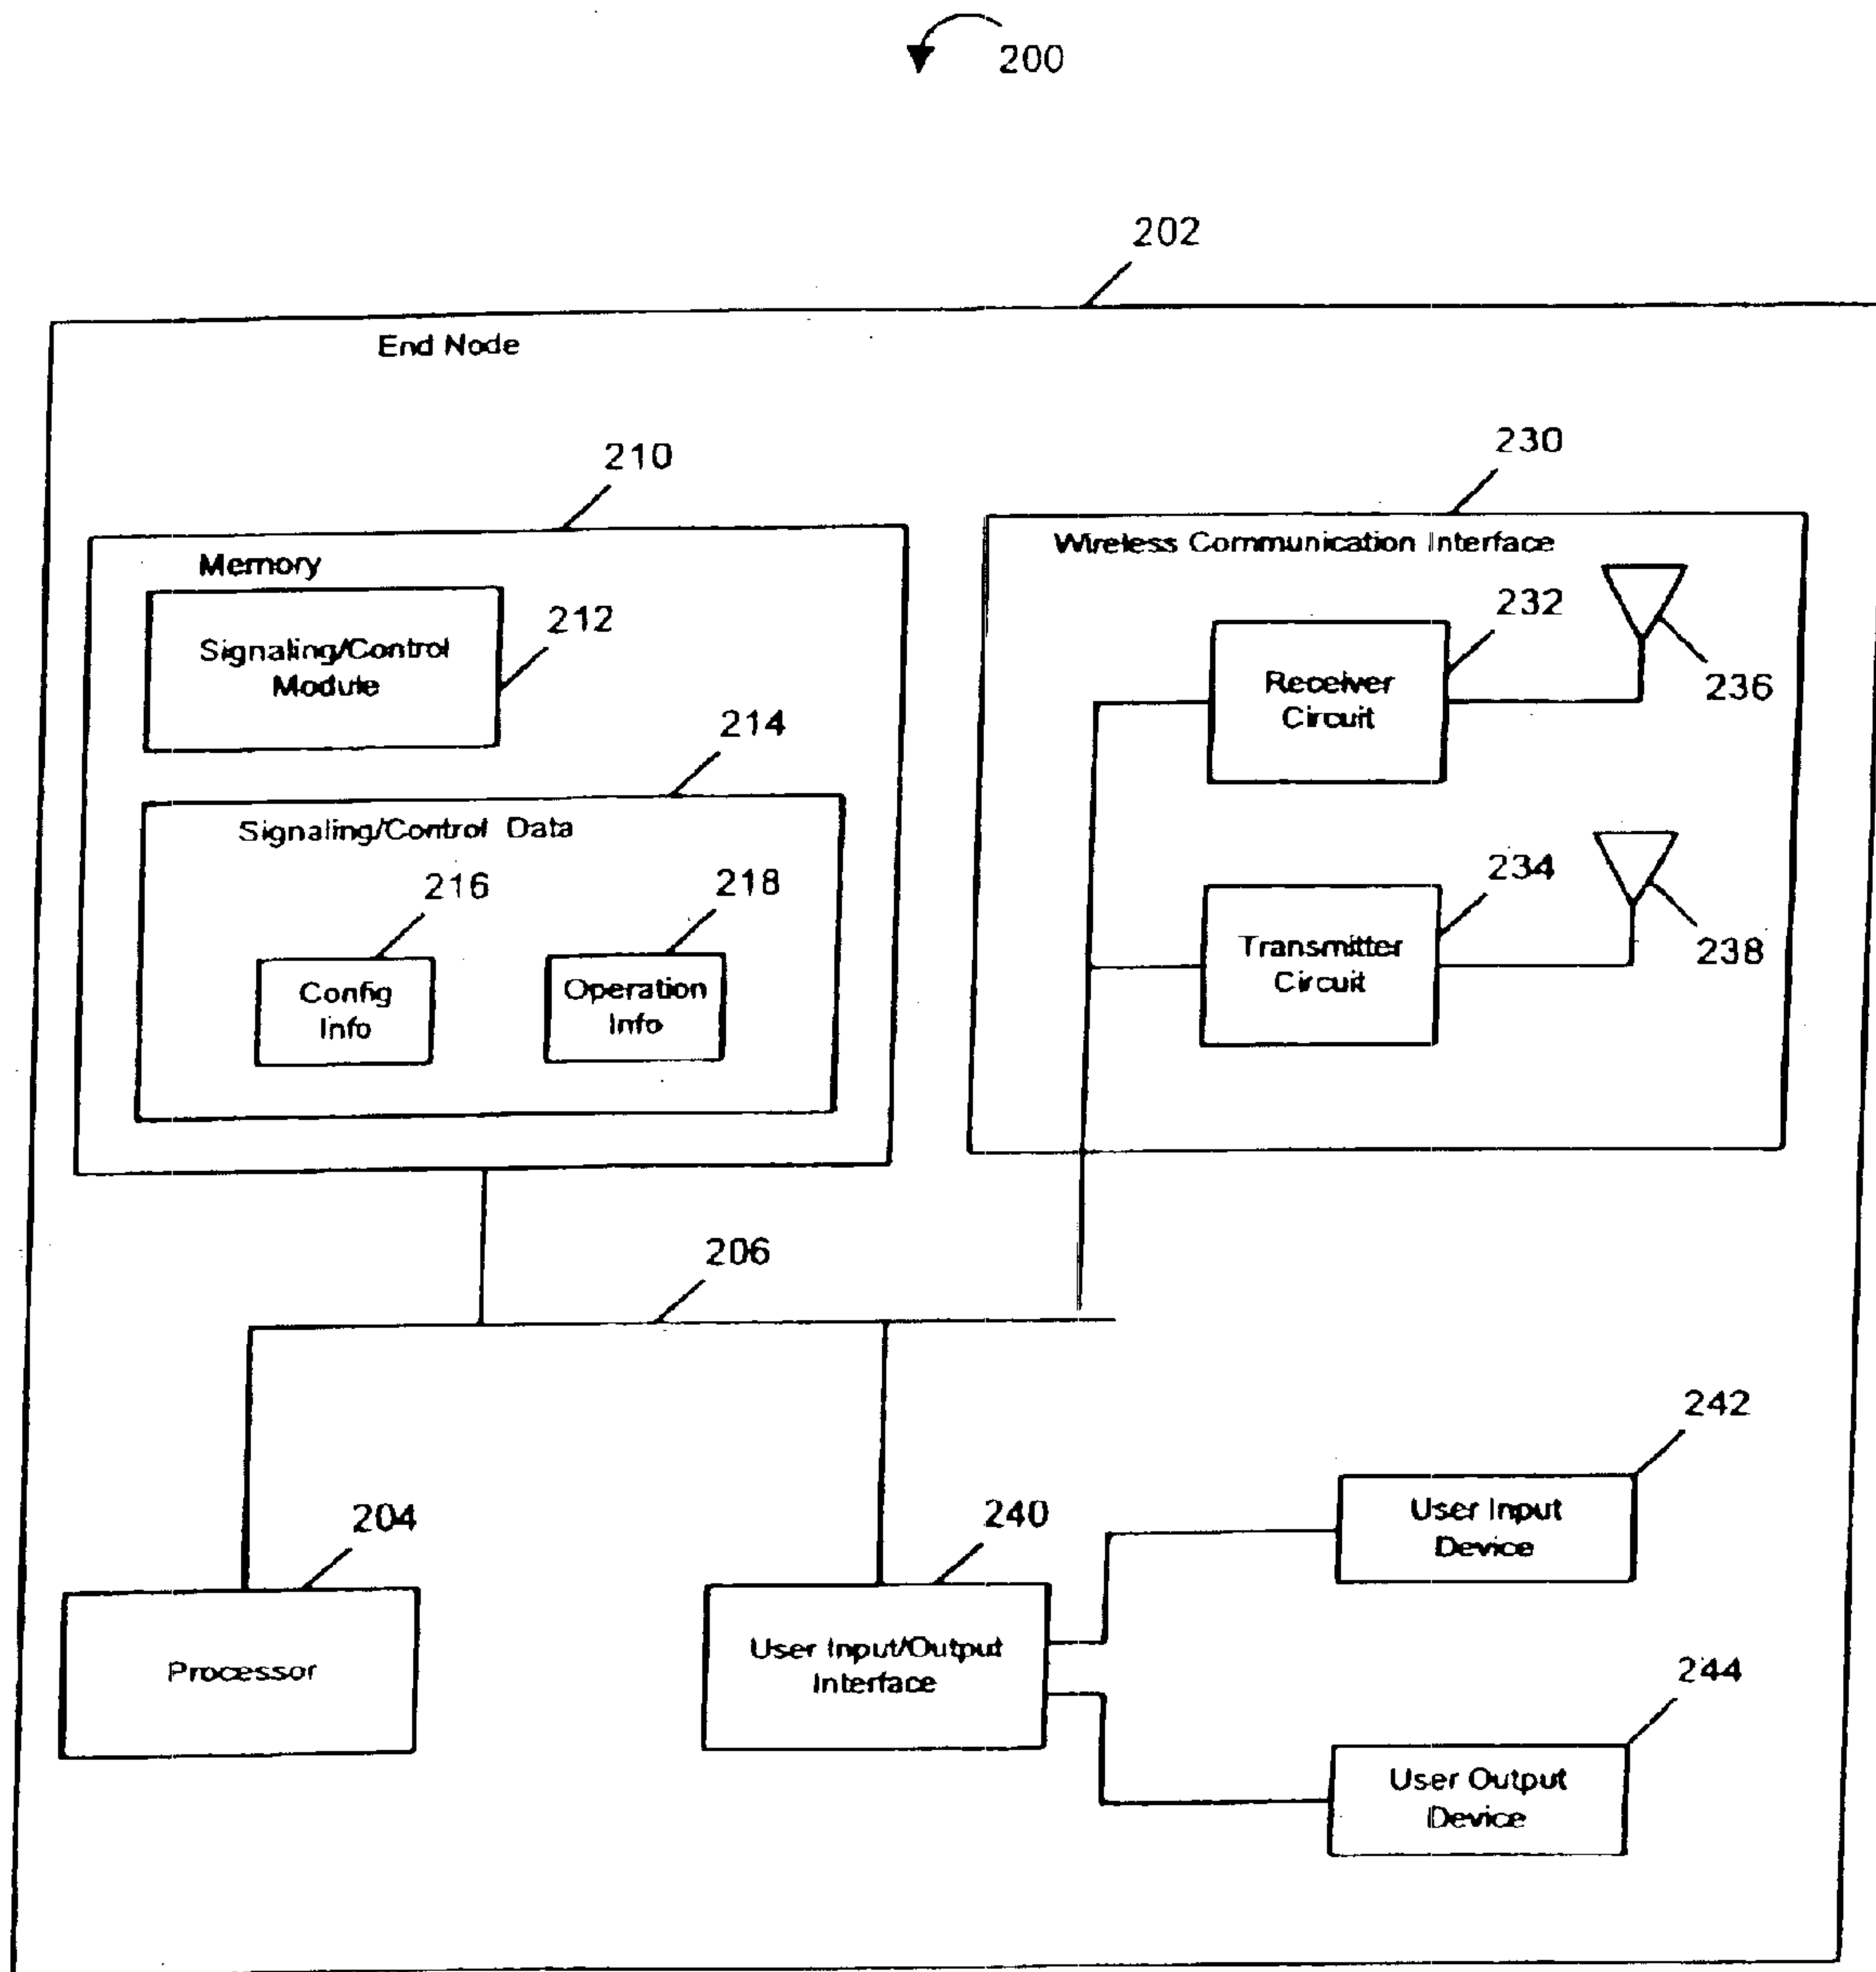 200
202
End Node
210
230
Memory
Wireless Communication Interface
Signaling/Control
Module
212
232
Receiver
Circuit
236
214
Signaling/Control Data
216
218
234
Config
Info
Operation
Info
Transmitter
Circuit
238
206
242
204
240
User Input
Device
Processor
User Input/Output
Interface
244
User Output
Device